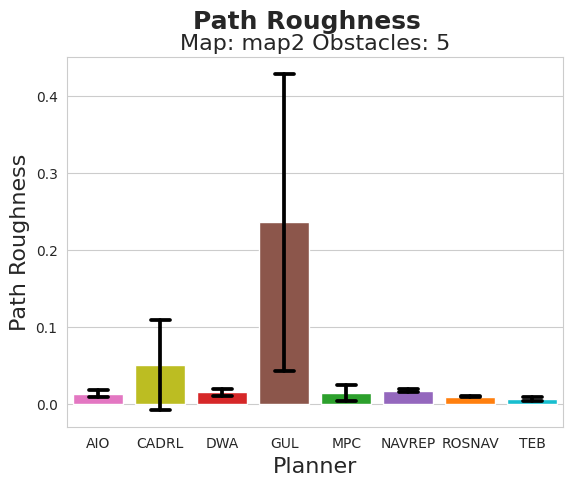 Path Roughness
Map: map2 Obstacles: 5
Path Roughness
0.4
0.3
0.2
0.1
0.0
AIO CADRL DWA GUL MPC NAVREP ROSNAV TEB
Planner